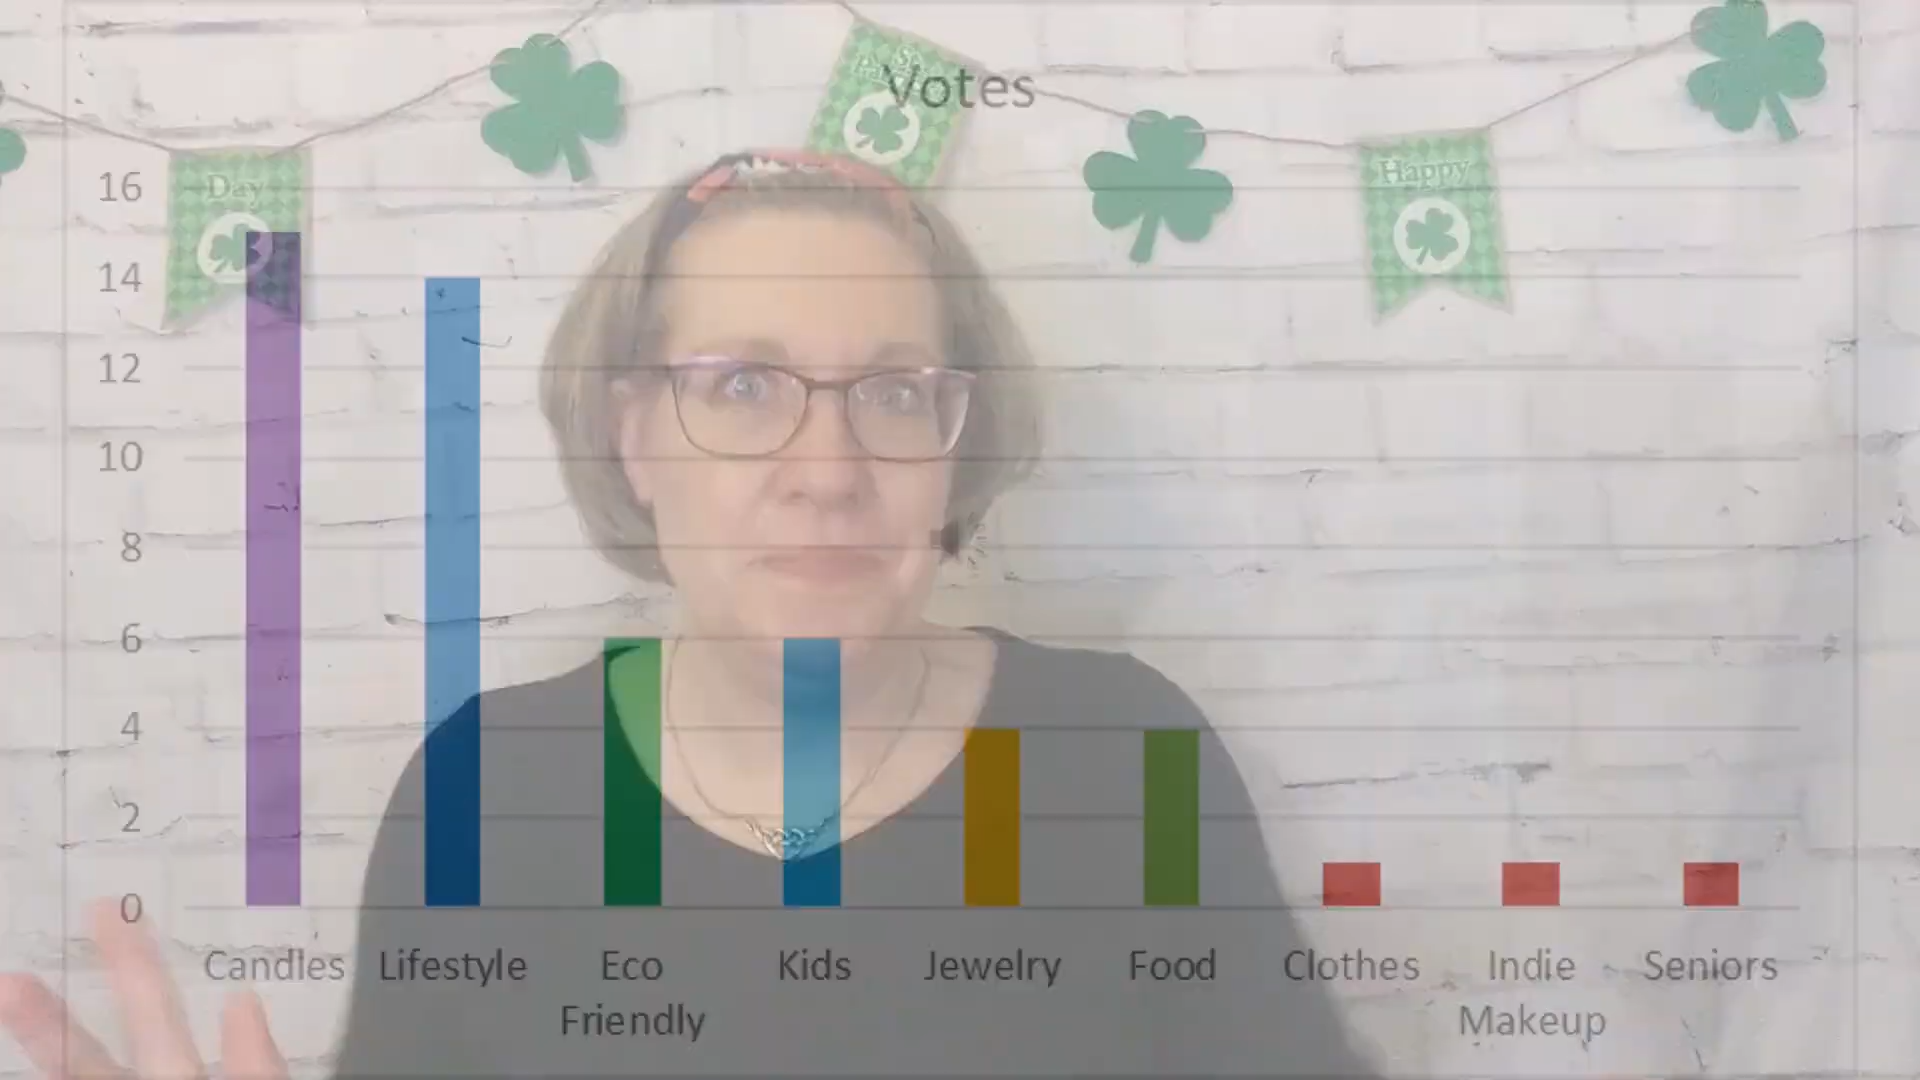 Votes
Day
Happy
16
14
12
10
8
6
4
2
0
Candles
Lifestyle
Eco
Friendly
Kids
Jewelry
Food
Clothes
Indie
Makeup
Seniors